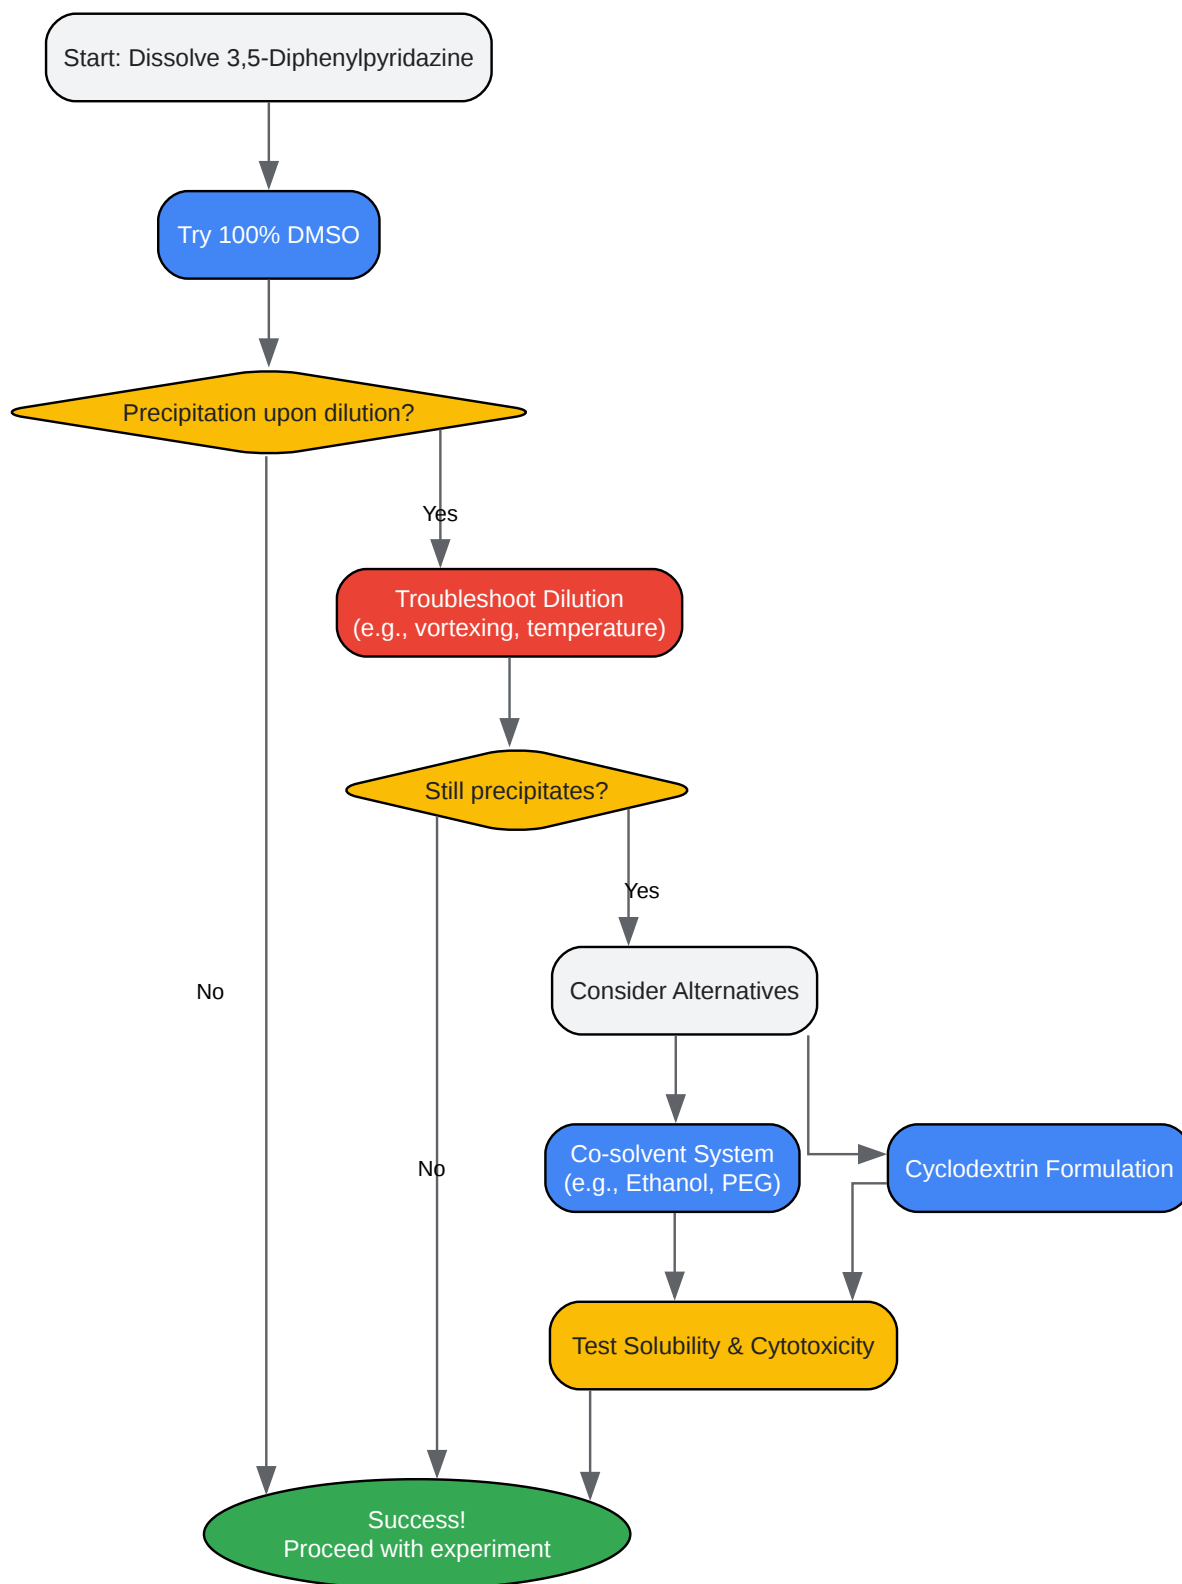 Start: Dissolve 3,5-Diphenylpyridazine
Try 100% DMSO
Precipitation upon dilution?
Yes
Troubleshoot Dilution
(e.g., vortexing, temperature)
Still precipitates?
Yes
Consider Alternatives
No
Co-solvent System
(e.g., Ethanol, PEG)
No
Cyclodextrin Formulation
Test Solubility & Cytotoxicity
Success!
Proceed with experiment